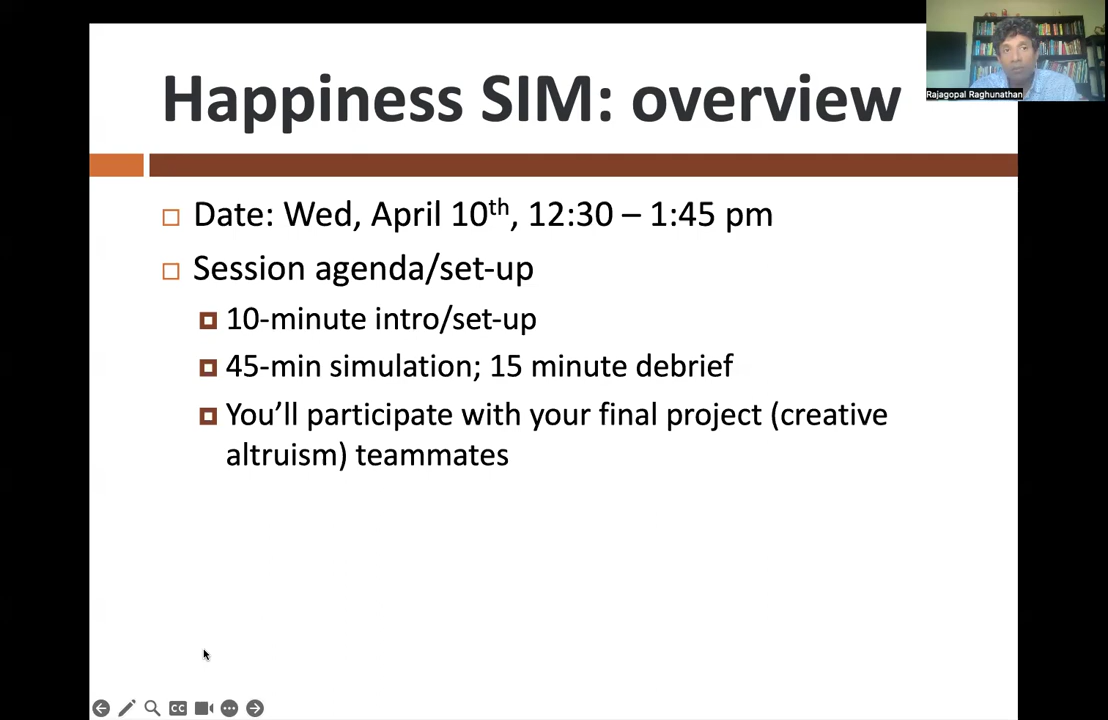 Happiness SIM: overview
Rajagopal Raghunathan
Date: Wed, April 10th, 12:30 – 1:45 pm
Session agenda/set-up
10-minute intro/set-up
45-min simulation; 15 minute debrief
You’ll participate with your final project (creative
altruism) teammates
CC